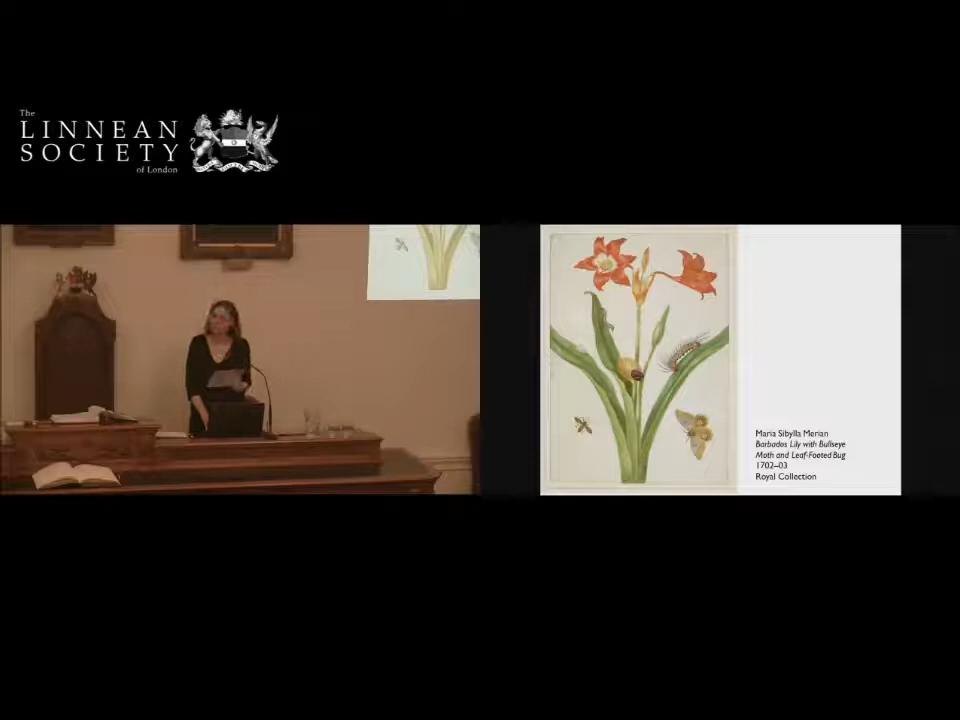 The
LINNEAN
SOCIETY
of London
Maria Sibylla Merian
Barbados Lily with Bullseye
Moth and Leaf-Footed Bug
1702–03
Royal Collection